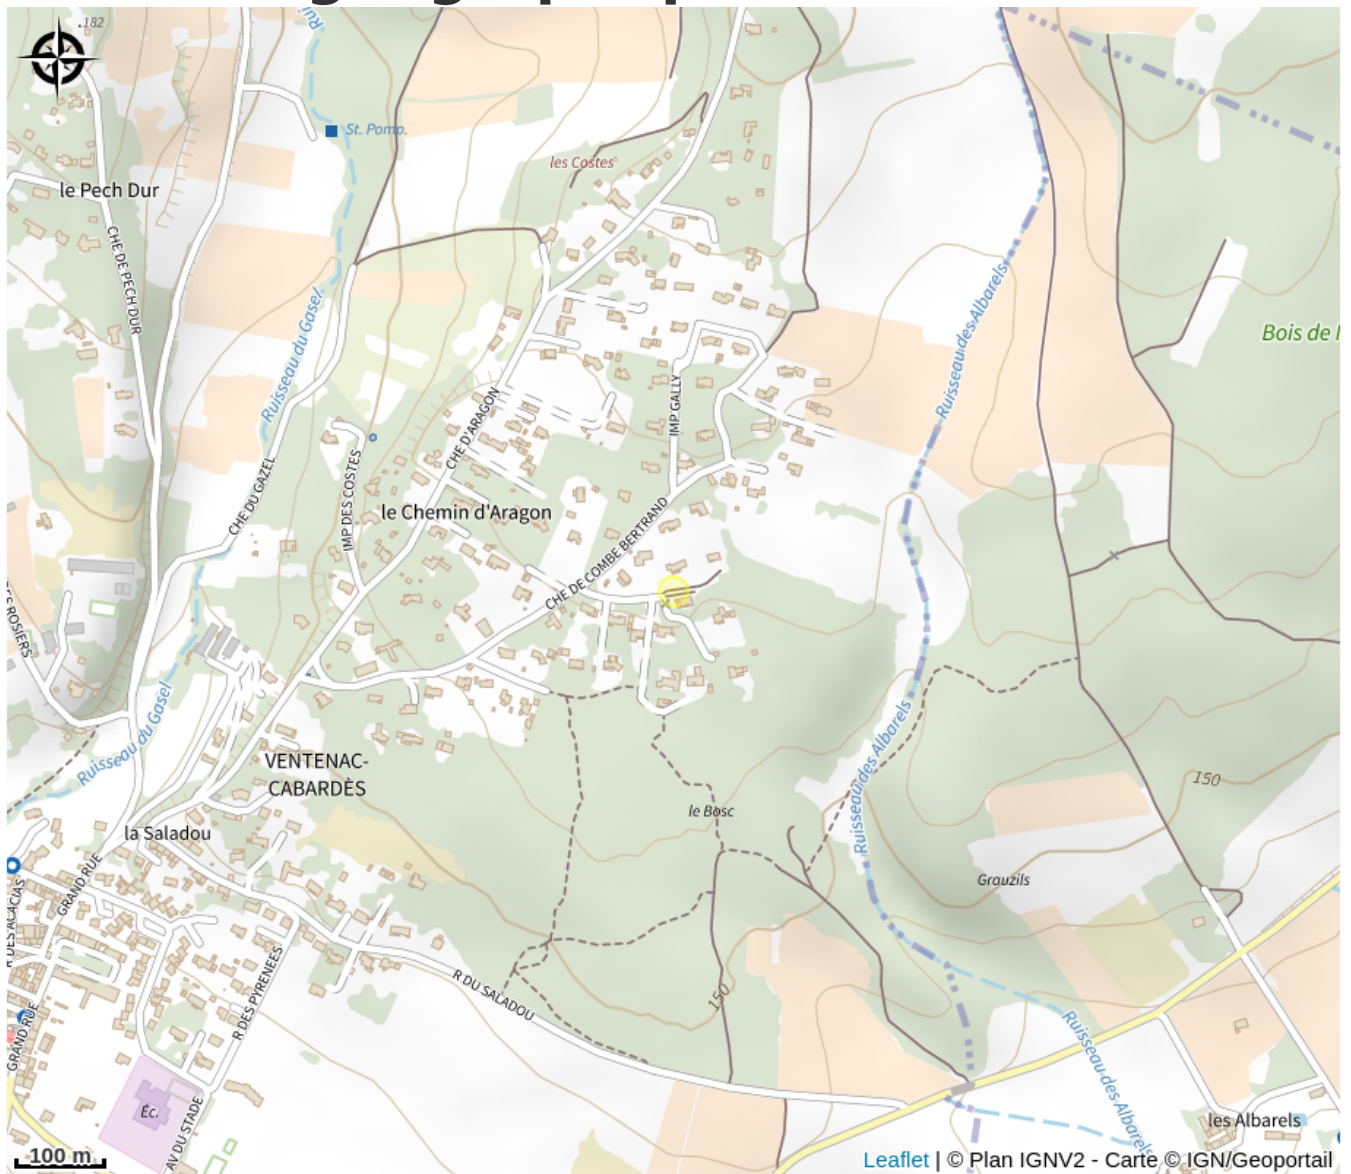 .182
Rui
St. Pomp.
les Costes
le Pech Dur
CHE DE PECH DUR
Ruisseau du Gasel
Ruisseau des Albarels
Bois de
IMP GALLY
CHE D'ARAGON
CHE DU GAZEL
IMP DES COSTES
le Chemin d'Aragon
CHE DE COMBE BERTRAND
ROSIERS
Ruisseau du Gasel
Ruisseau des Albarels
VENTENAC-
CABARDÈS
150
le Bosc
la Saladou
Grauzils
GRAND RUE
R DES ACACIAS
R DES PYRENEES
R DU SALADOU
150
GRAND RUE
Ruisseau des Albarels
Éc.
AV DU STADE
les Albarels
100 m
Leaflet | © Plan IGNV2 - Carte © IGN/Geoportail